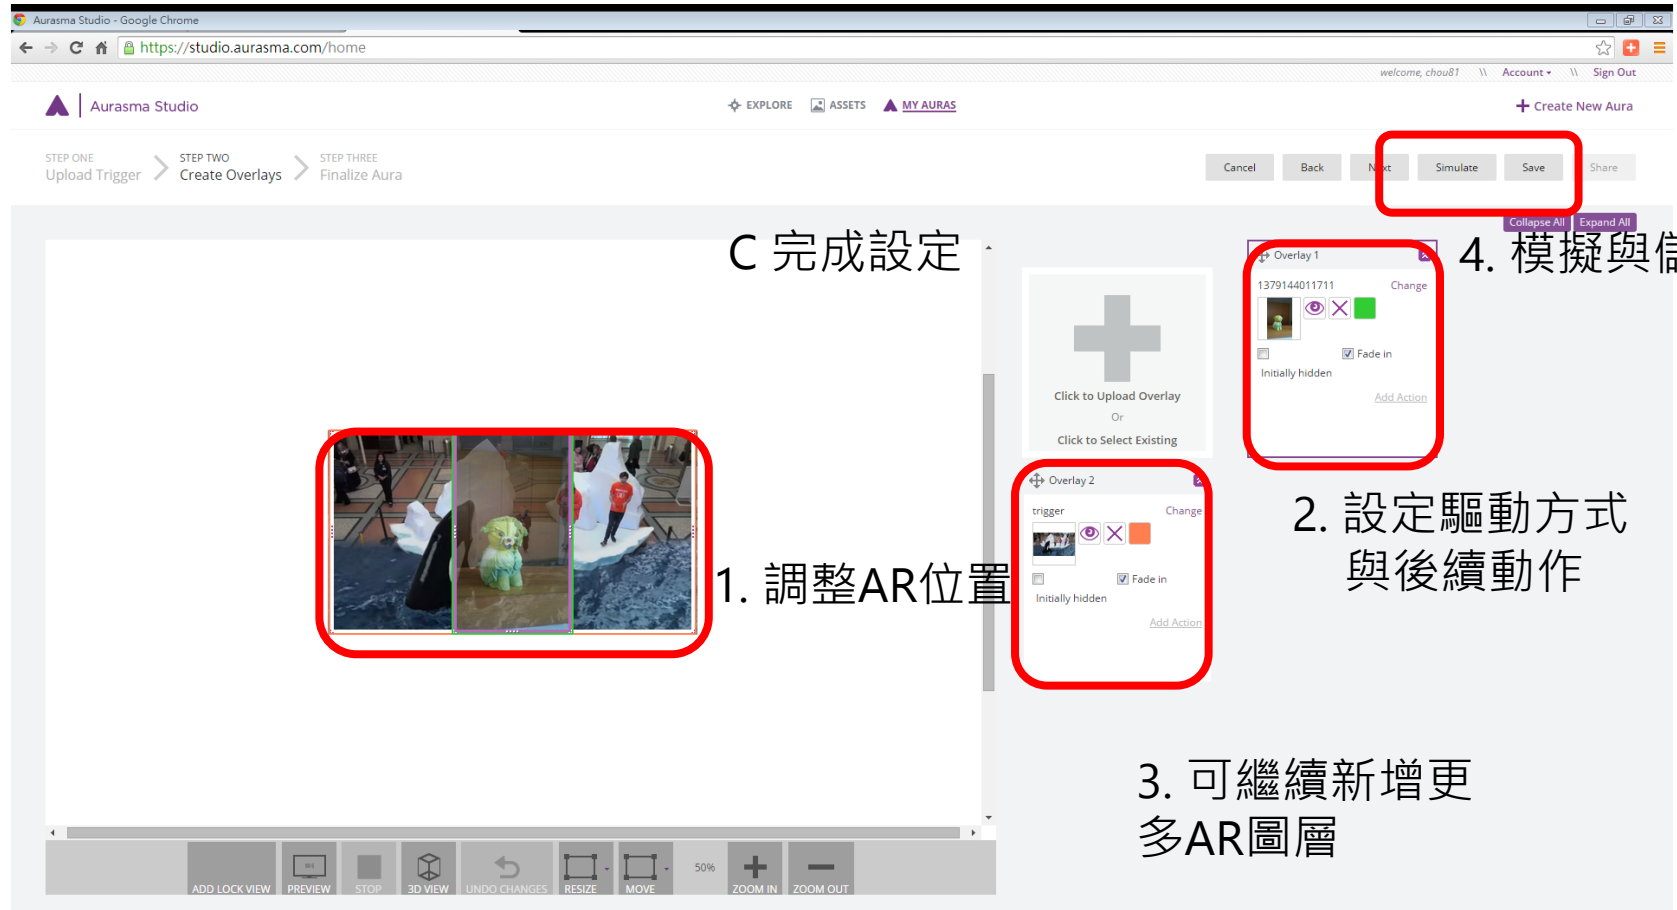 Aurasma Studio - Google Chrome
https://studio.aurasma.com/home
welcome, chou81 \\ Account \\ Sign Out
Aurasma Studio
EXPLORE ASSETS MY AURAS
Create New Aura
STEP ONE
Upload Trigger
STEP TWO
Create Overlays
STEP THREE
Finalize Aura
Cancel Back Next Simulate Save Share
Collapse All Expand All
C 完成設定
4. 模擬與
Overlay 1
1379144011711 Change
Fade in
Initially hidden
Add Action
Click to Upload Overlay
Or
Click to Select Existing
Overlay 2
trigger Change
Fade in
Initially hidden
Add Action
1. 調整AR位置
2. 設定驅動方式
與後續動作
3. 可繼續新增更
多AR圖層
ADD LOCK VIEW PREVIEW STOP 3D VIEW UNDO CHANGES RESIZE MOVE 50% ZOOM IN ZOOM OUT